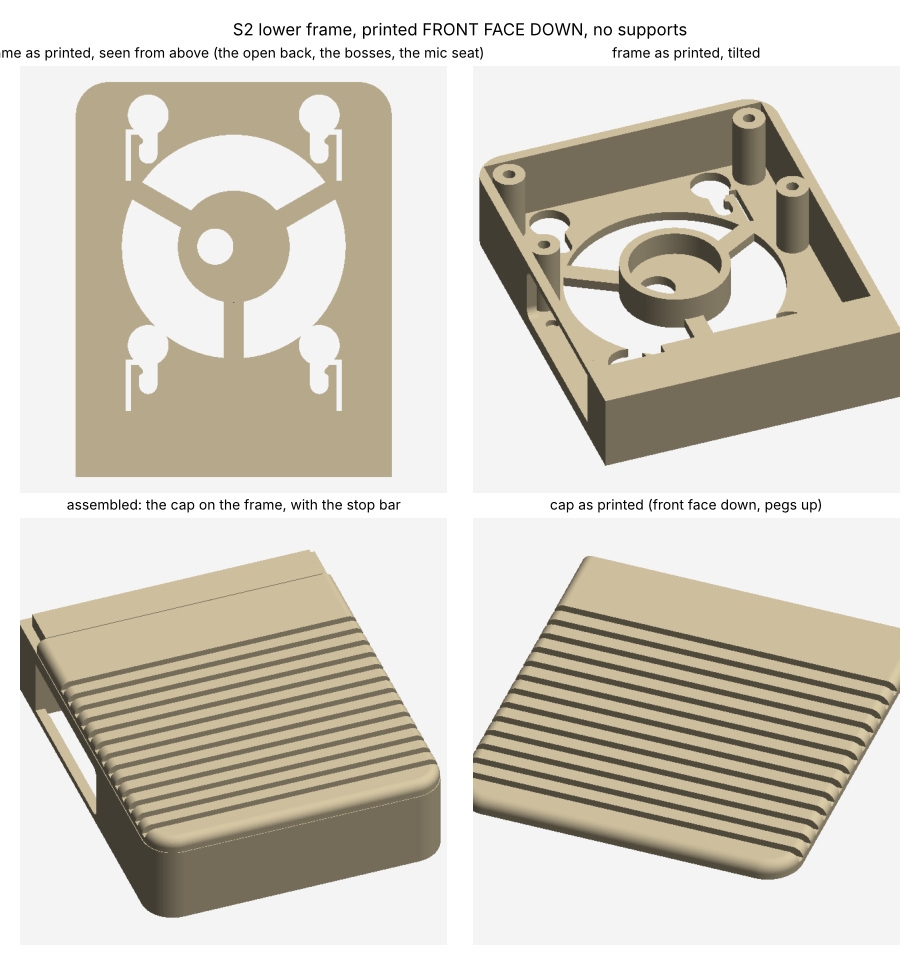 S2 lower frame, printed FRONT FACE DOWN, no supports
me as printed, seen from above (the open back, the bosses, the mic seat)
frame as printed, tilted
assembled: the cap on the frame, with the stop bar
cap as printed (front face down, pegs up)